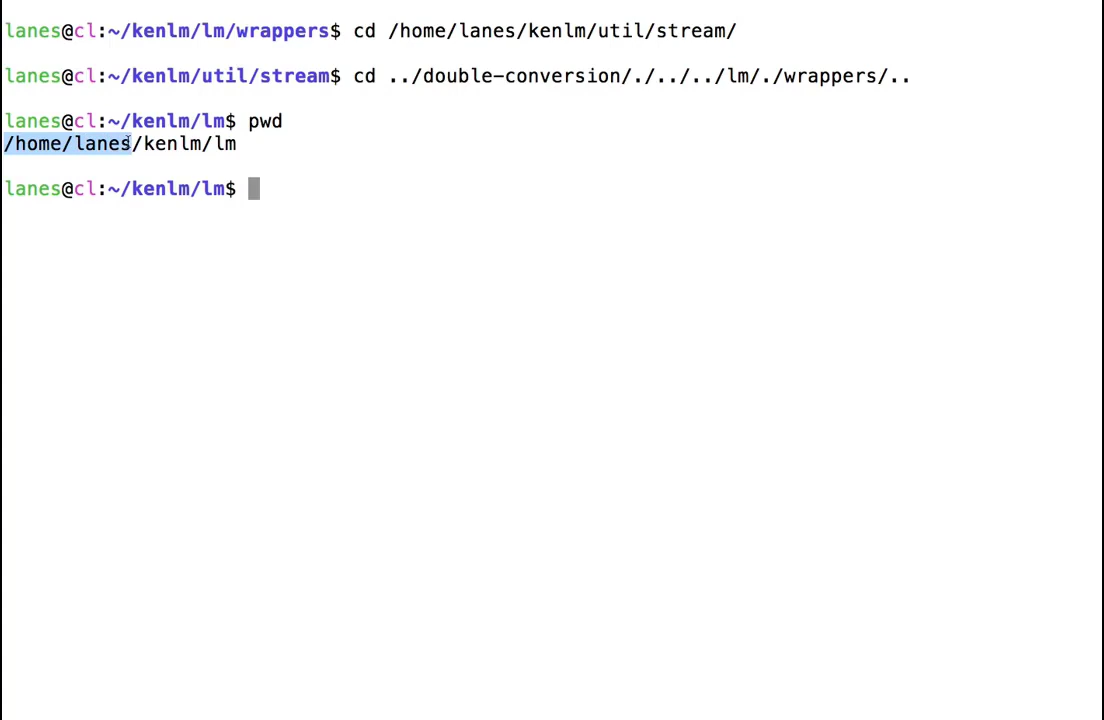 lanes@cl:~/kenlm/lm/wrappers$ cd /home/lanes/kenlm/util/stream/
lanes@cl:~/kenlm/util/stream$ cd ../double-conversion/./../../lm/./wrappers/..
lanes@cl:~/kenlm/lm$ pwd
/home/lanes/kenlm/lm
lanes@cl:~/kenlm/lm$